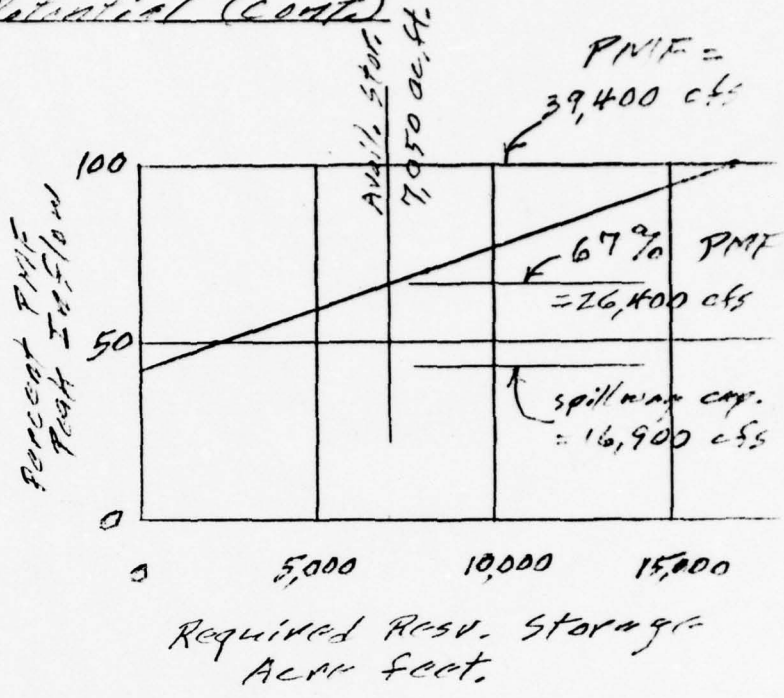 Potential (cont.)
Avail. Stor.
7,050 ac.ft.
PMF =
39,400 cfs
100
67% PMF
=26,400 cfs
50
spillway cap.
=16,900 cfs
0
Percent PMF
Peak Inflow
0 5,000 10,000 15,000
Required Resv. Storage
Acre feet.